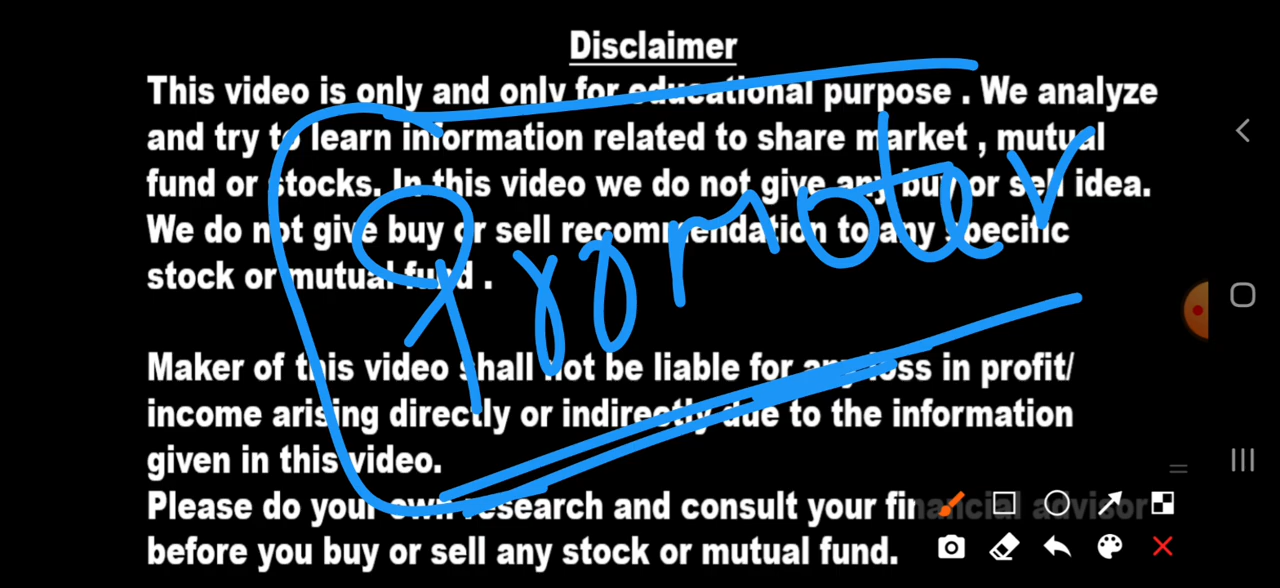 Disclaimer
This video is only and only for educational purpose . We analyze
and try to learn information related to share market , mutual
fund or stocks. In this video we do not give any buy or sell idea.
We do not give buy or sell recommendation to any specific
stock or mutual fund .
Promoter
Maker of this video shall not be liable for any loss in profit/
income arising directly or indirectly due to the information
given in this video.
Please do your own research and consult your financial advisor
before you buy or sell any stock or mutual fund.